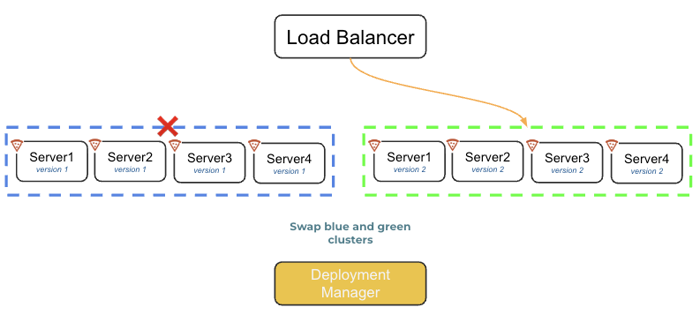 Load Balancer
Server1
version 1
Server2
version 1
Server3
version 1
Server4
version 1
Server1
version 2
Server2
version 2
Server3
version 2
Server4
version 2
Swap blue and green
clusters
Deployment
Manager